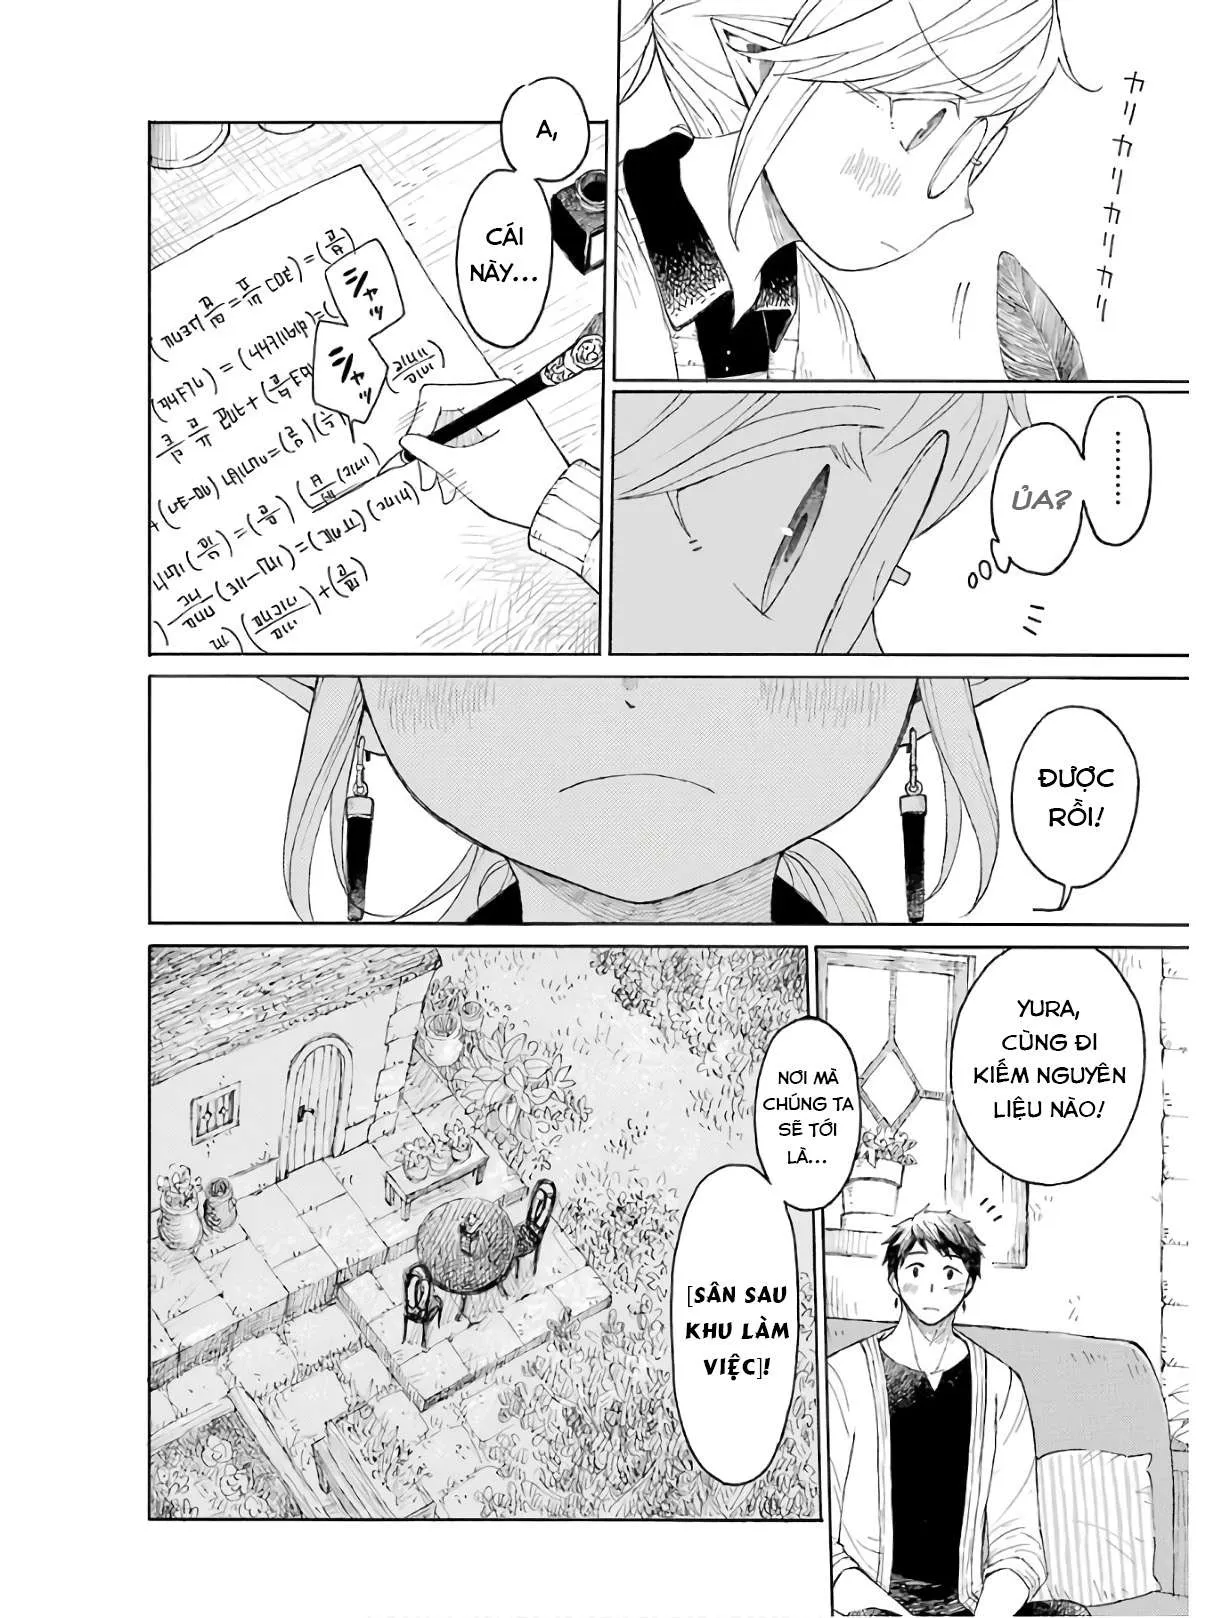 カリカリカリカリカリ
A,
CÁI
NÀY...
シャッ
シャッ
.........
ỦA?
ĐƯỢC
RỒI!
YURA,
CÙNG ĐI
KIẾM NGUYÊN
LIỆU NÀO!
NƠI MÀ
CHÚNG TA
SẼ TỚI
LÀ...
[SÂN SAU
KHU LÀM
VIỆC]!